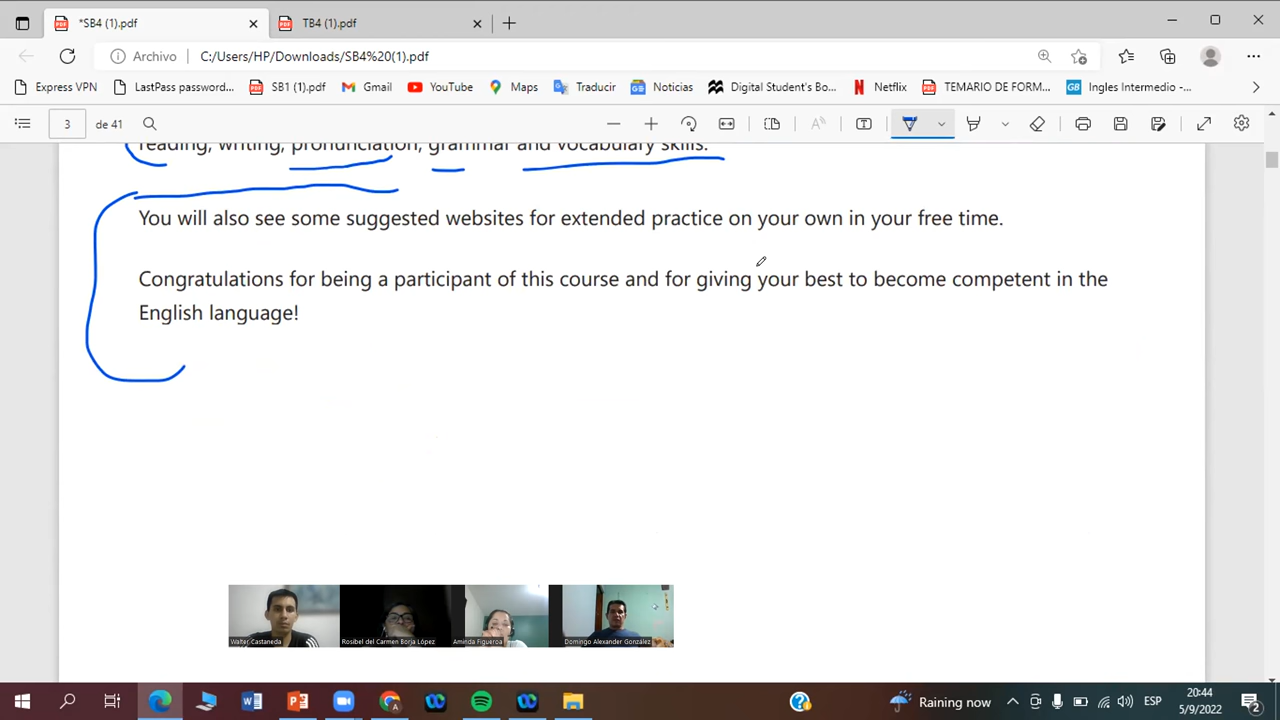 *SB4 (1).pdf
TB4 (1).pdf
Archivo
C:/Users/HP/Downloads/SB4%20(1).pdf
Express VPN
LastPass password...
SB1 (1).pdf
Gmail
YouTube
Maps
Traducir
Noticias
Digital Student's Bo...
Netflix
TEMARIO DE FORM...
Ingles Intermedio -...
3 de 41
reading, writing, pronunciation, grammar and vocabulary skills.
You will also see some suggested websites for extended practice on your own in your free time.
Congratulations for being a participant of this course and for giving your best to become competent in the
English language!
Walter Castaneda
Rosibel del Carmen Borja López
Aminda Figueroa
Domingo Alexander González
Raining now
ESP
20:44
5/9/2022
2